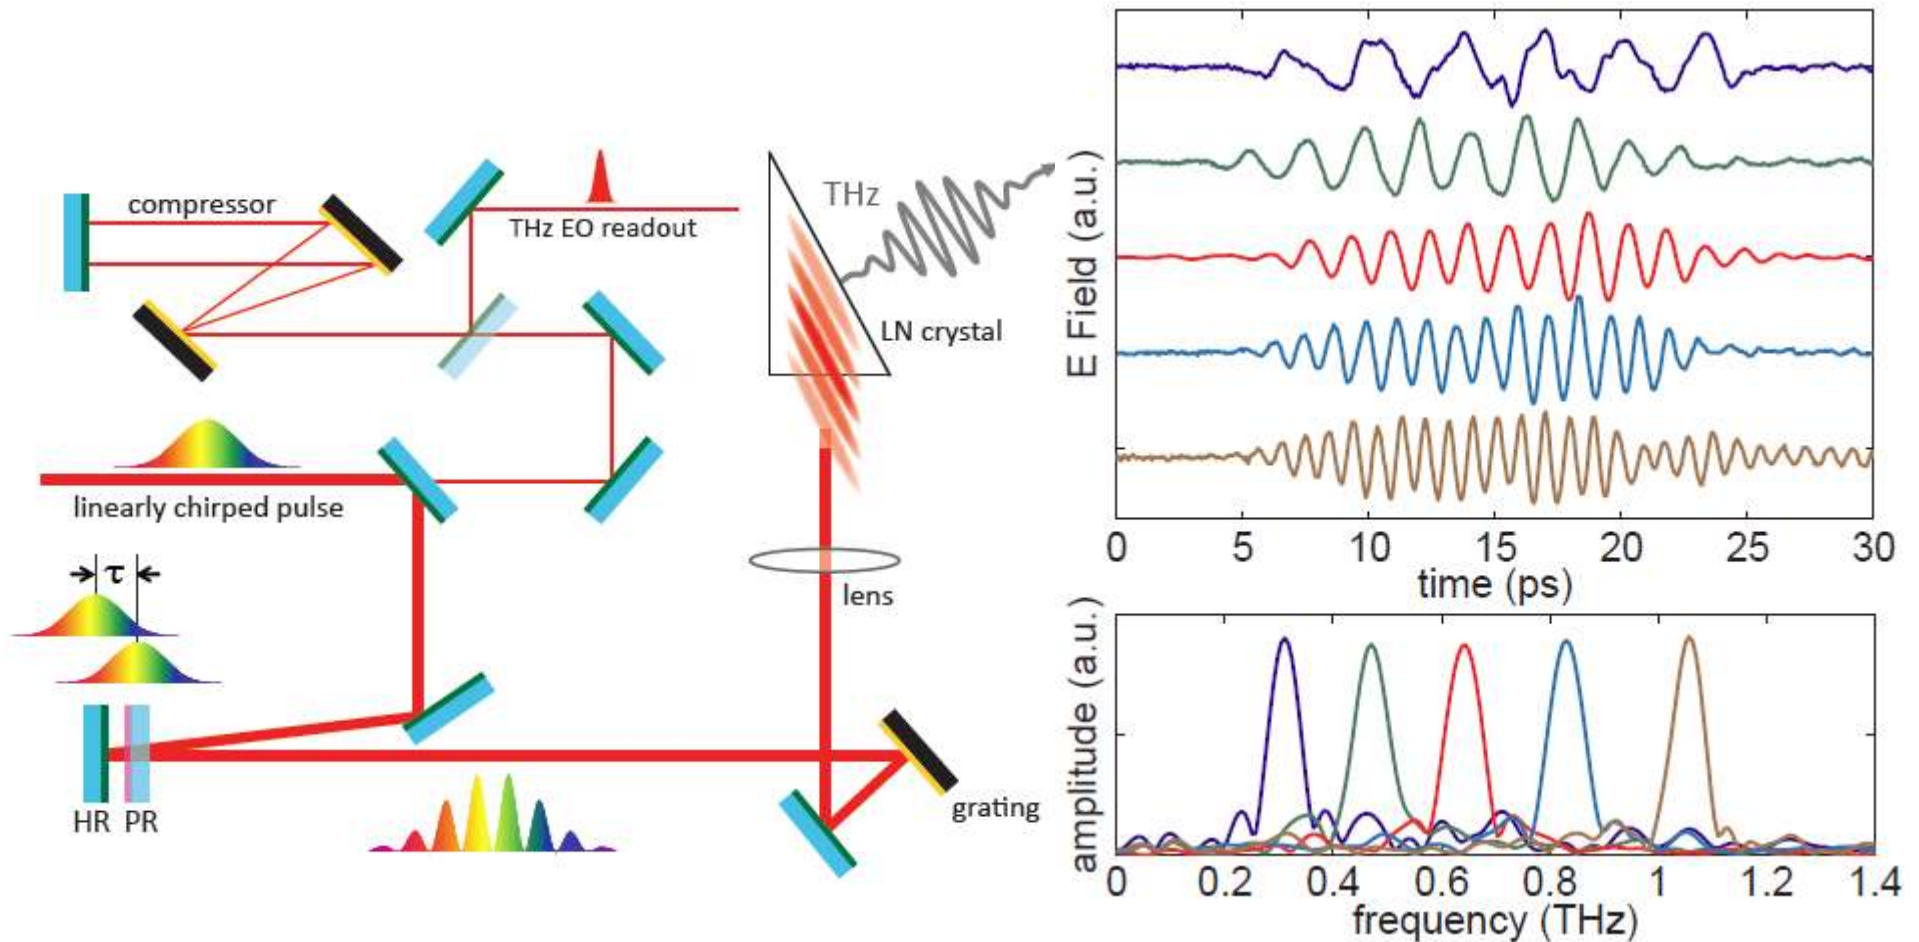 compressor
THz EO readout
THz
LN crystal
linearly chirped pulse
τ
lens
HR PR
grating
E Field (a.u.)
0 5 10 15 20 25 30
time (ps)
amplitude (a.u.)
0 0.2 0.4 0.6 0.8 1 1.2 1.4
frequency (THz)